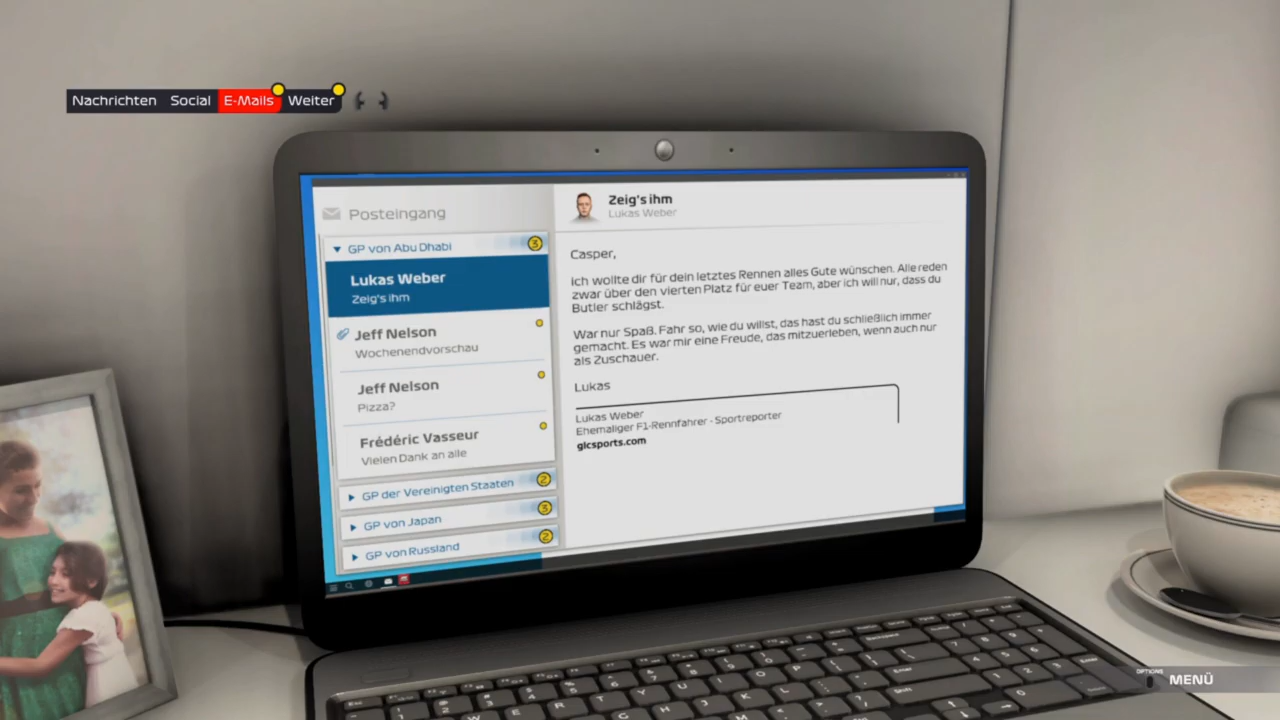 Nachrichten Social E-Mails Weiter
Posteingang
GP von Abu Dhabi 3
Lukas Weber
Zeig's ihm
Jeff Nelson
Wochenendvorschau
Jeff Nelson
Pizza?
Frédéric Vasseur
Vielen Dank an alle
GP der Vereinigten Staaten 2
GP von Japan 3
GP von Russland 2
Zeig's ihm
Lukas Weber
Casper,
ich wollte dir für dein letztes Rennen alles Gute wünschen. Alle reden
zwar über den vierten Platz für euer Team, aber ich will nur, dass du
Butler schlägst.
War nur Spaß. Fahr so, wie du willst, das hast du schließlich immer
gemacht. Es war mir eine Freude, das mitzuerleben, wenn auch nur
als Zuschauer.
Lukas
Lukas Weber
Ehemaliger F1-Rennfahrer - Sportreporter
glcsports.com
OPTIONS
MENÜ